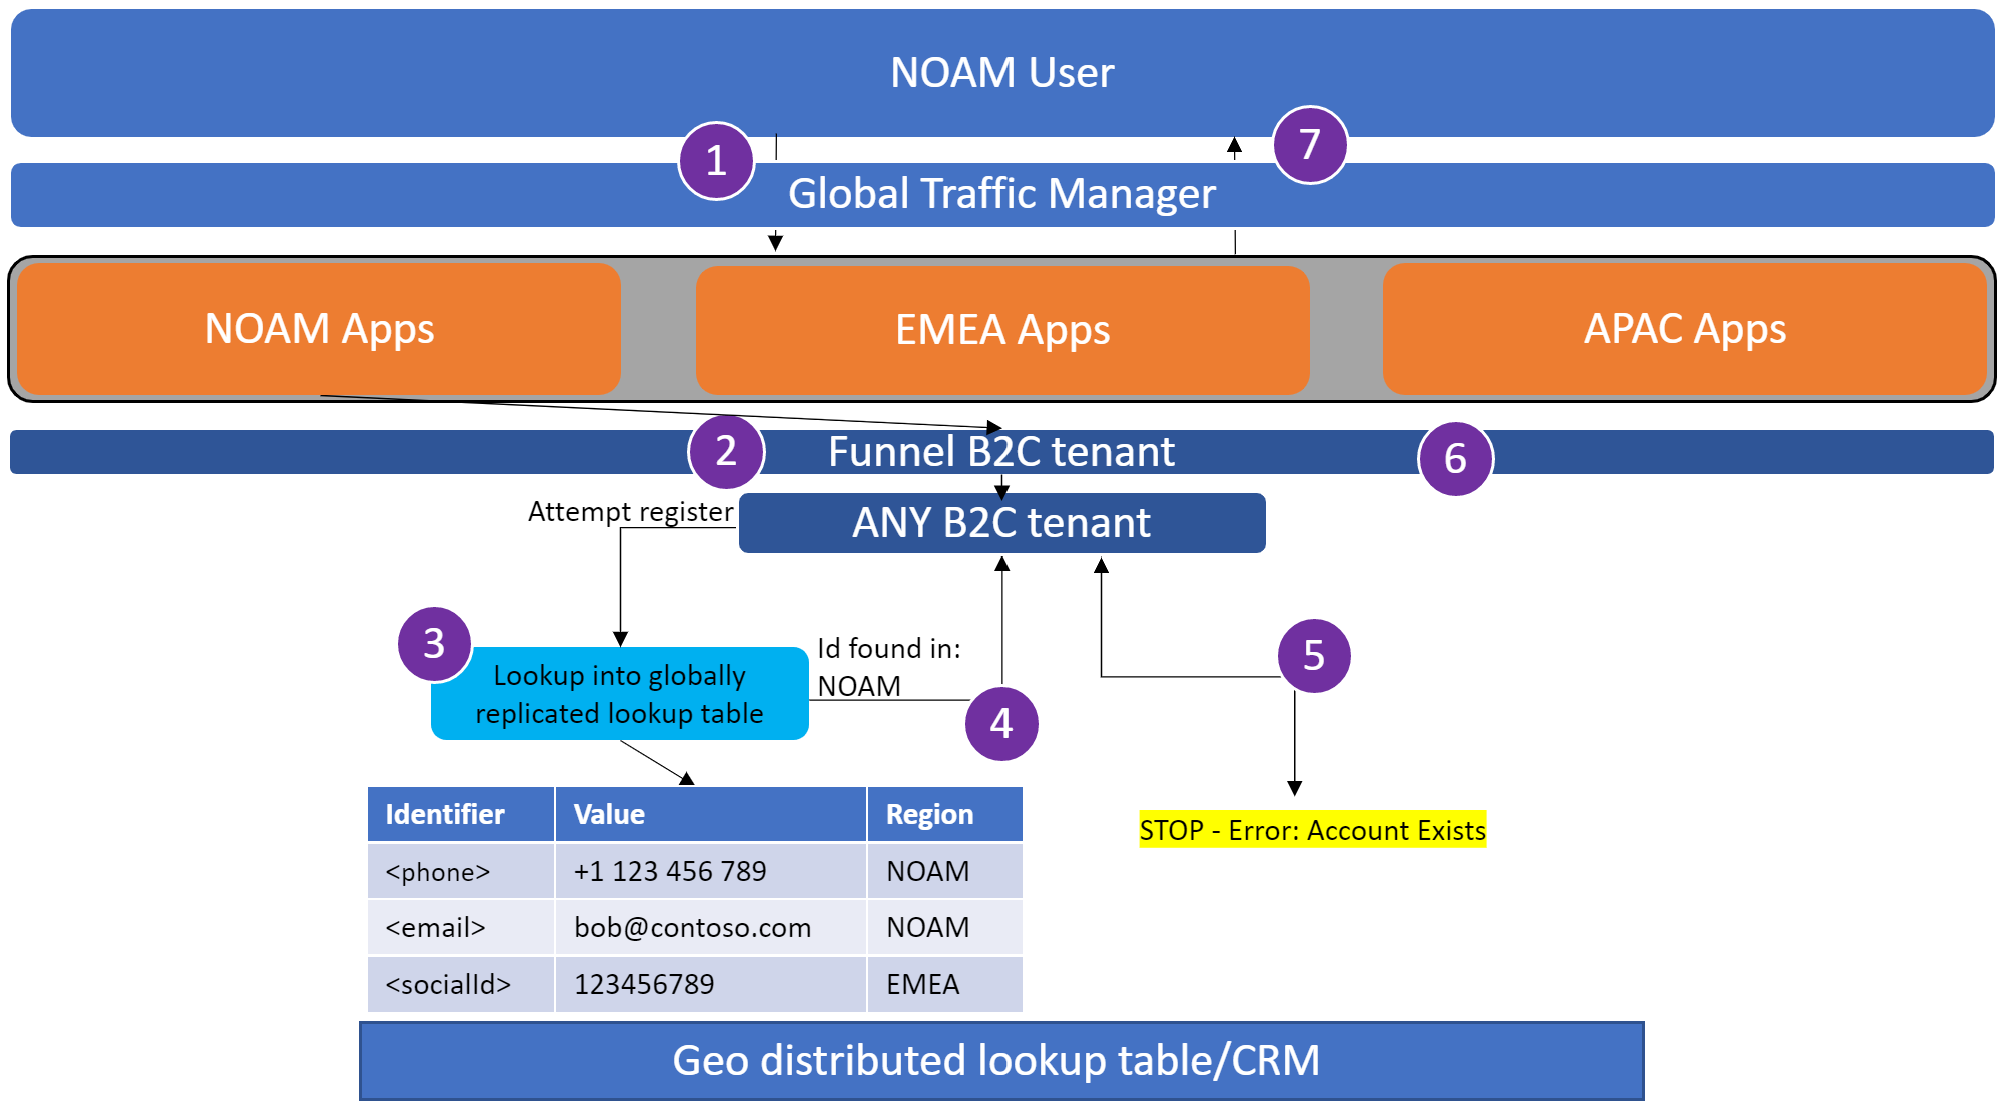 NOAM User
1
7
Global Traffic Manager
NOAM Apps
EMEA Apps
APAC Apps
2
Funnel B2C tenant
6
Attempt register
ANY B2C tenant
3
Lookup into globally
replicated lookup table
Id found in:
NOAM
4
5
Identifier Value Region
<phone> +1 123 456 789 NOAM
<email> bob@contoso.com NOAM
<socialId> 123456789 EMEA
STOP - Error: Account Exists
Geo distributed lookup table/CRM